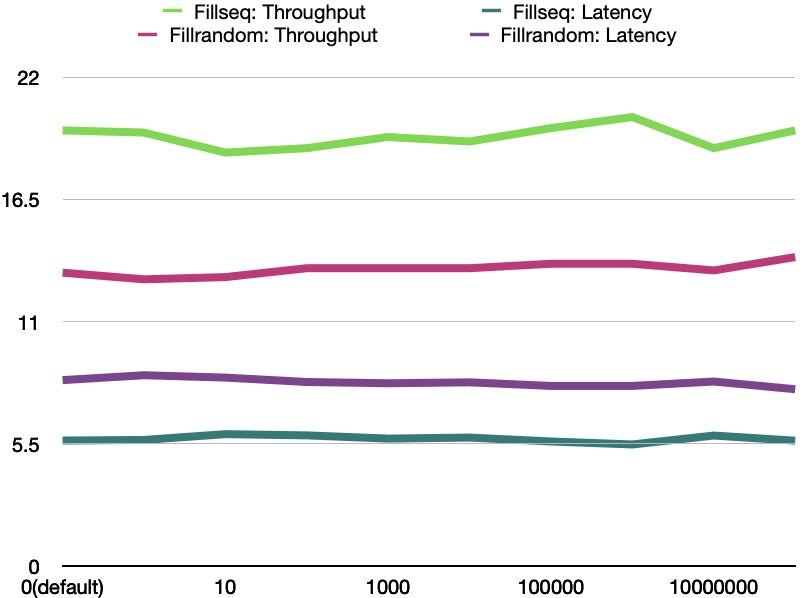 Fillseq: Throughput
Fillseq: Latency
Fillrandom: Throughput
Fillrandom: Latency
22
16.5
11
5.5
0
0(default)
10
1000
100000
10000000